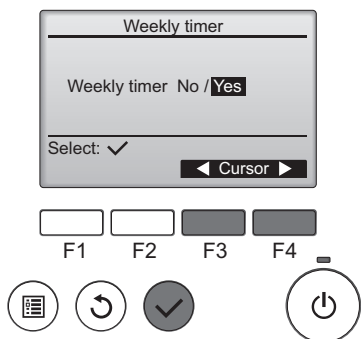 Weekly timer
Weekly timer No / Yes
Select: ✓
◀ Cursor ▶
F1 F2 F3 F4